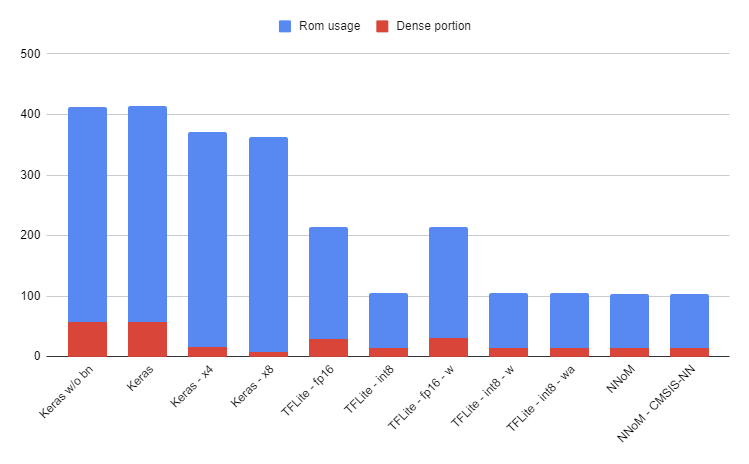 Rom usage
Dense portion
500
400
300
200
100
0
Keras w/o bn
Keras
Keras - x4
Keras - x8
TFLite - fp16
TFLite - int8
TFLite - fp16 - w
TFLite - int8 - w
TFLite - int8 - wa
NNoM
NNoM - CMSIS-NN